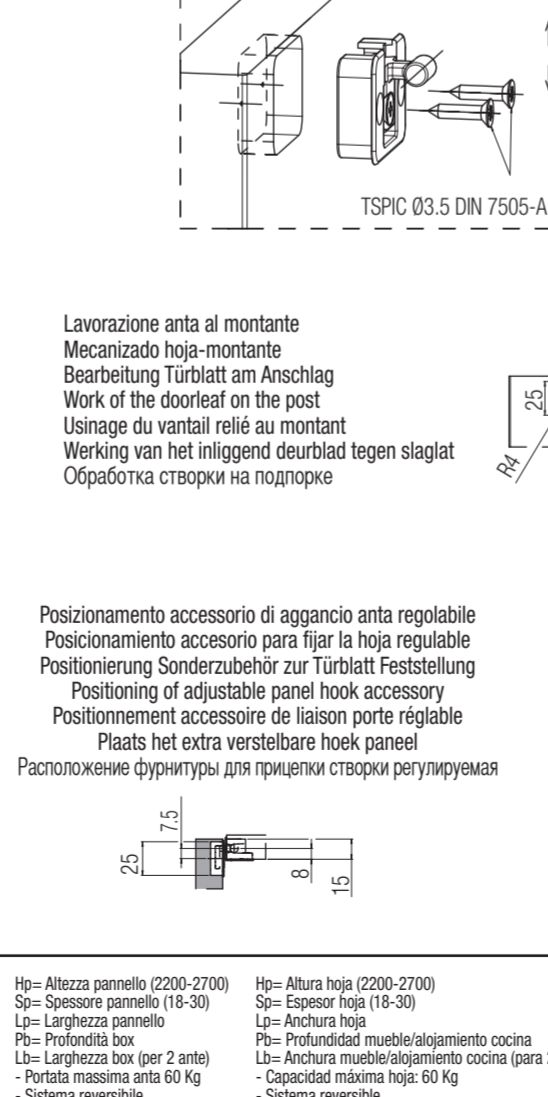 TSPIC Ø3.5 DIN 7505-A
Lavorazione anta al montante
Mecanizado hoja-montante
Bearbeitung Türblatt am Anschlag
Work of the doorleaf on the post
Usinage du vantail relié au montant
Werking van het inliggend deurblad tegen slaglat
Обработка створки на подпорке
25
R4
Posizionamento accessorio di aggancio anta regolabile
Posicionamiento accesorio para fijar la hoja regulable
Positionierung Sonderzubehör zur Türblatt Feststellung
Positioning of adjustable panel hook accessory
Positionnement accessoire de liaison porte réglable
Plaats het extra verstelbare hoek paneel
Расположение фурнитуры для прицепки створки регулируемая
7.5
25
8
15
Hp= Altezza pannello (2200-2700)
Sp= Spessore pannello (18-30)
Lp= Larghezza pannello
Pb= Profondità box
Lb= Larghezza box (per 2 ante)
- Portata massima anta 60 Kg
- Sistema reversibile
Hp= Altura hoja (2200-2700)
Sp= Espesor hoja (18-30)
Lp= Anchura hoja
Pb= Profundidad mueble/alojamiento cocina
Lb= Anchura mueble/alojamiento cocina (para
- Capacidad máxima hoja: 60 Kg
- Sistema reversible